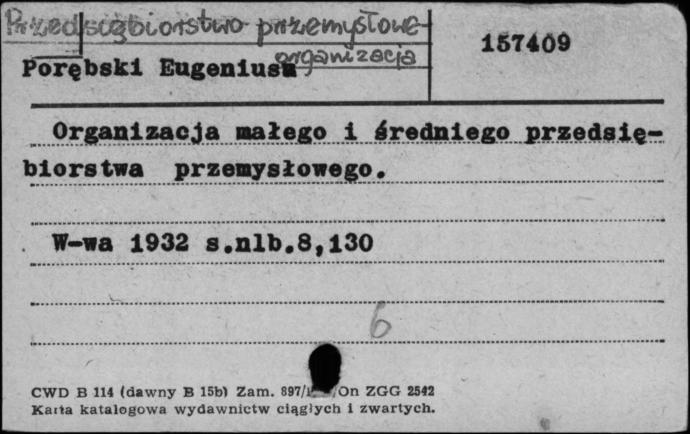 Przedsiębiorstwo przemysłowe-
organizacja
157409
Porębski Eugeniusz
Organizacja małego i średniego przedsię-
biorstwa przemysłowego.
W-wa 1932 s.nlb.8,130
6
CWD B 114 (dawny B 15b) Zam. 897/ /On ZGG 2542
Karta katalogowa wydawnictw ciągłych i zwartych.